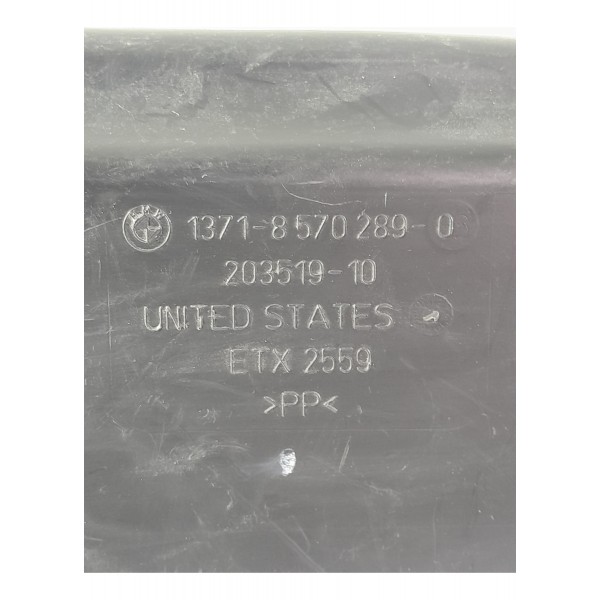 1371-8 570 289-0
203519-10
UNITED STATES
ETX 2559
>PP<